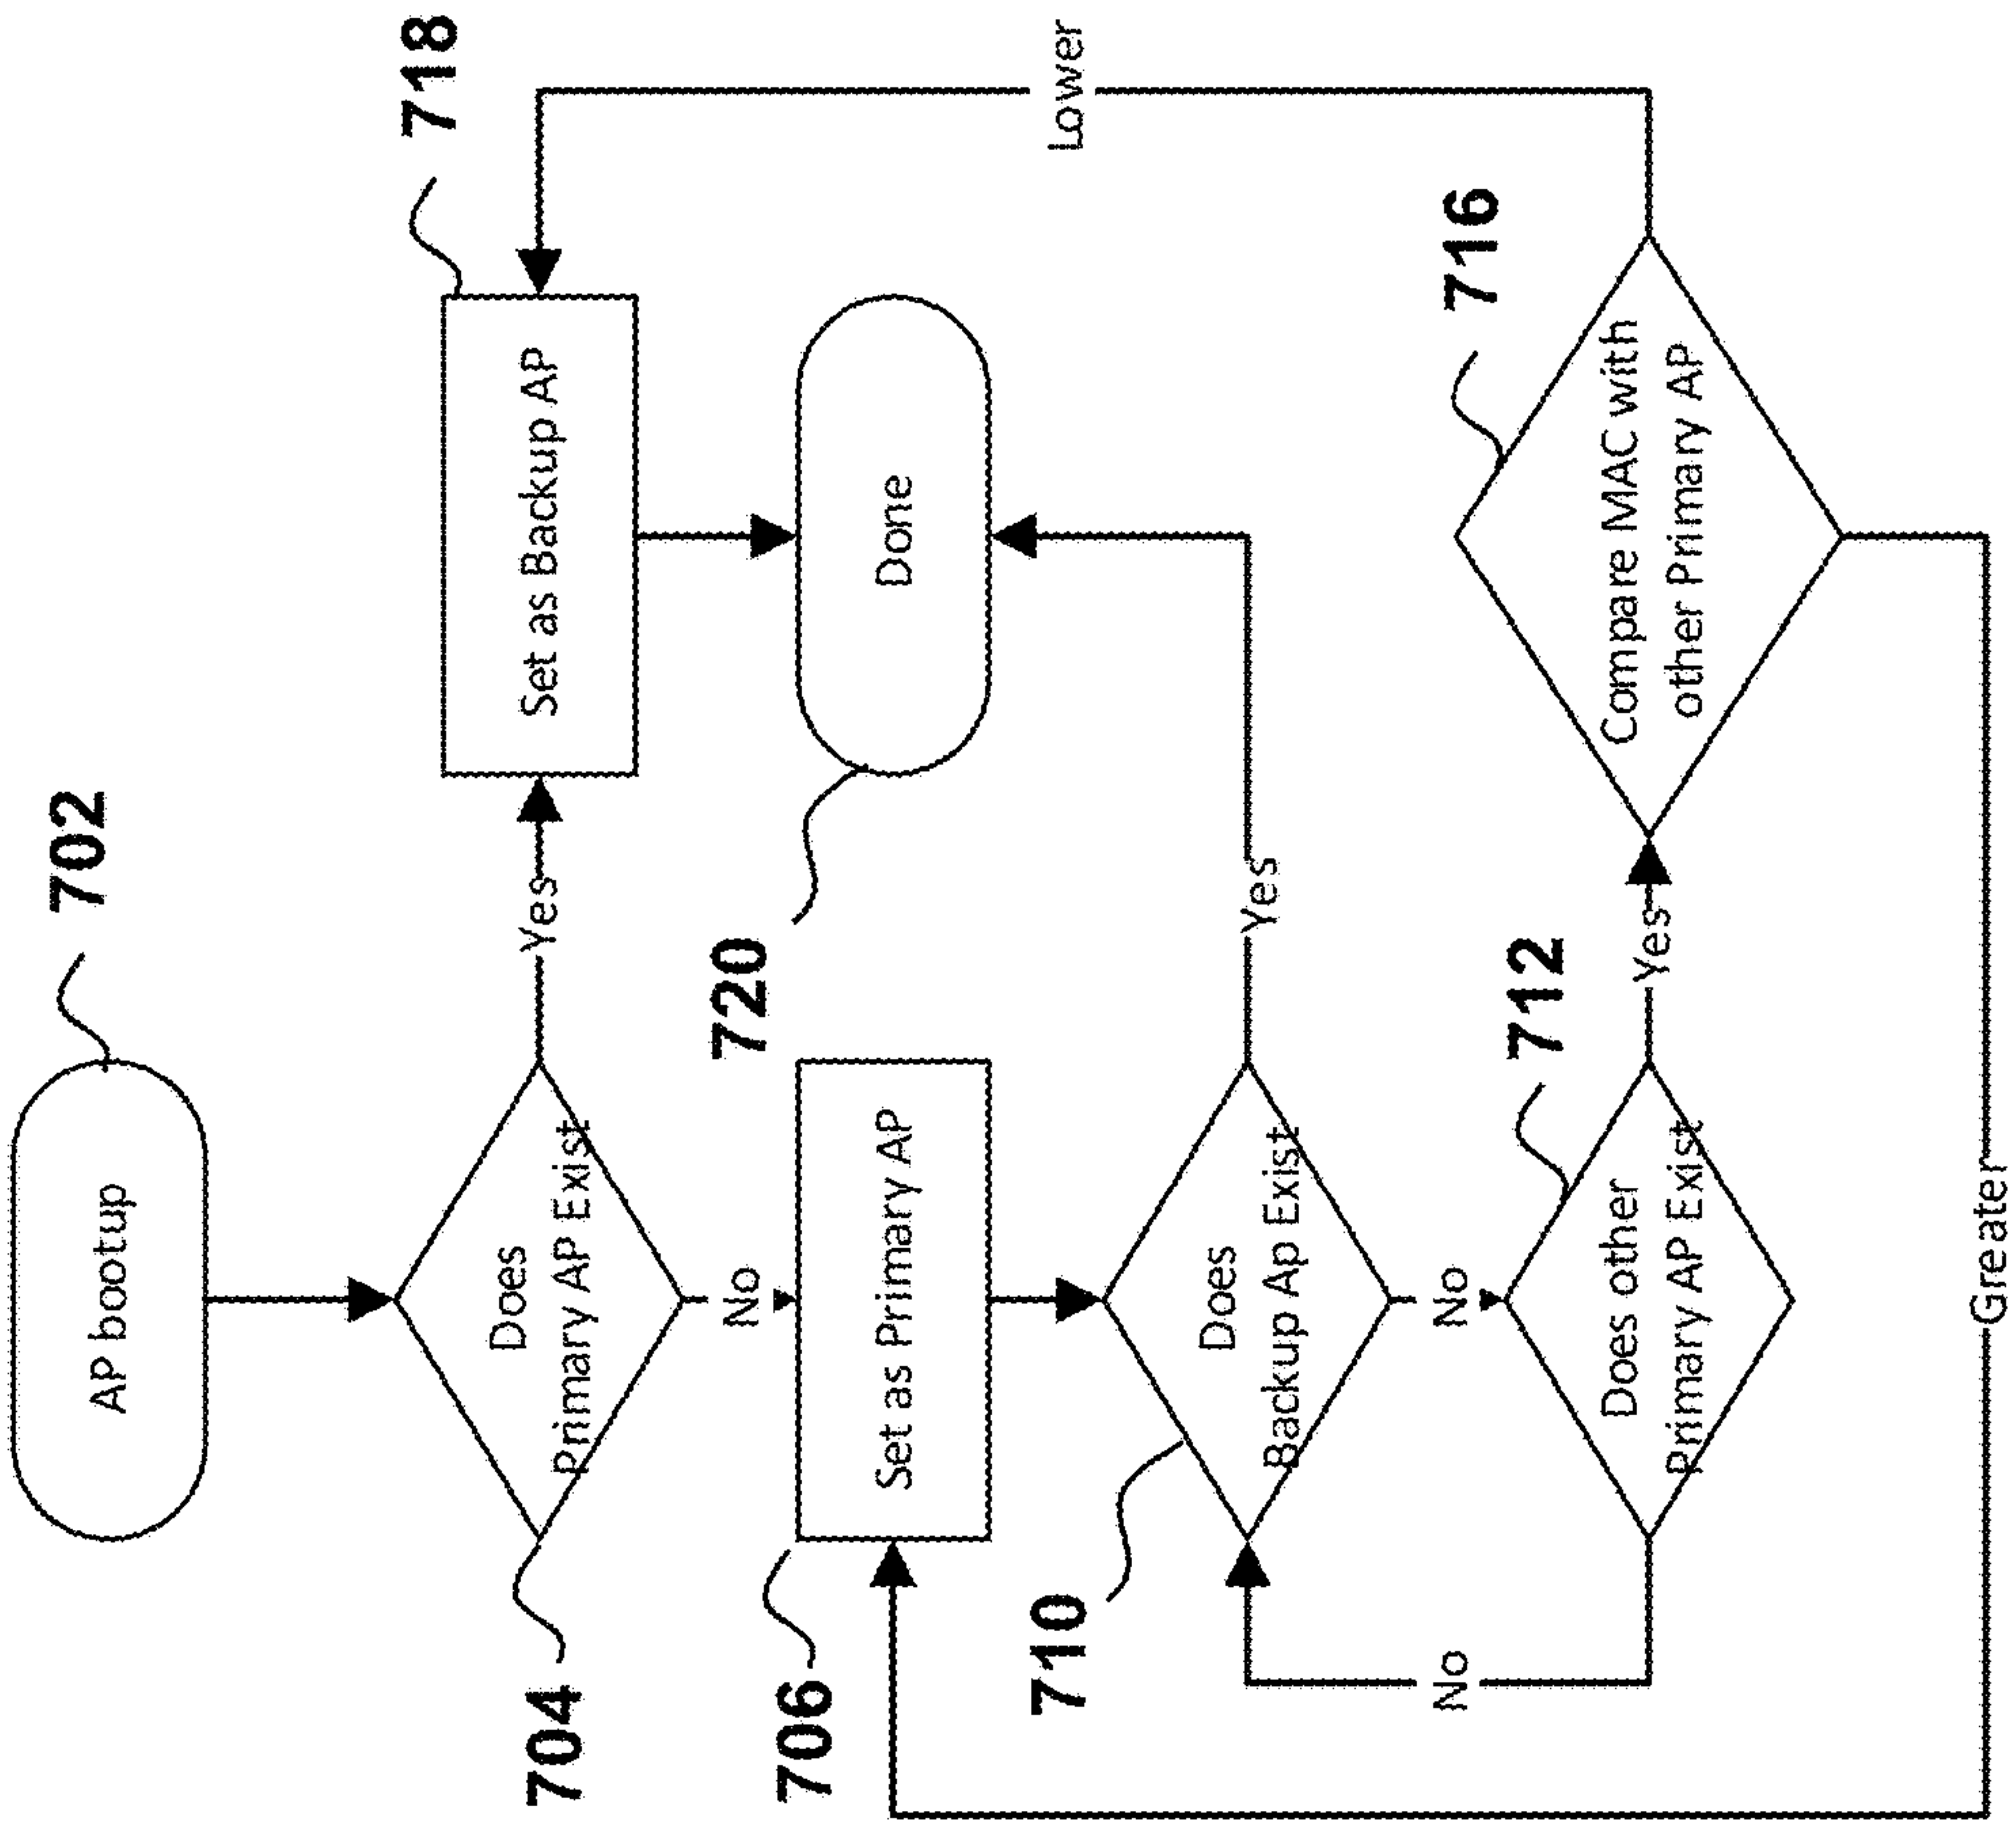 702
AP bootup
704
Does
Primary AP Exist
Yes
718
Set as Backup AP
No
706
Set as Primary AP
720
Done
710
Does
Backup Ap Exist
Yes
No
No
712
Does other
Primary AP Exist
Yes
716
Compare MAC with
other Primary AP
Lower
Greater